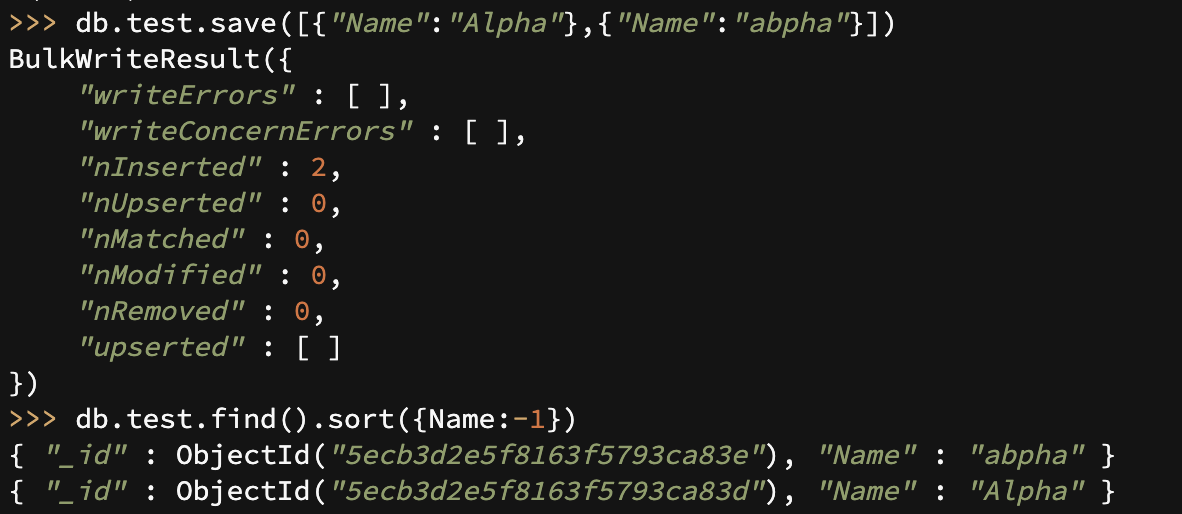 >>> db.test.save([{"Name":"Alpha"},{"Name":"abpha"}])
BulkWriteResult({
    "writeErrors" : [ ],
    "writeConcernErrors" : [ ],
    "nInserted" : 2,
    "nUpserted" : 0,
    "nMatched" : 0,
    "nModified" : 0,
    "nRemoved" : 0,
    "upserted" : [ ]
})
>>> db.test.find().sort({Name:-1})
{ "_id" : ObjectId("5ecb3d2e5f8163f5793ca83e"), "Name" : "abpha" }
{ "_id" : ObjectId("5ecb3d2e5f8163f5793ca83d"), "Name" : "Alpha" }